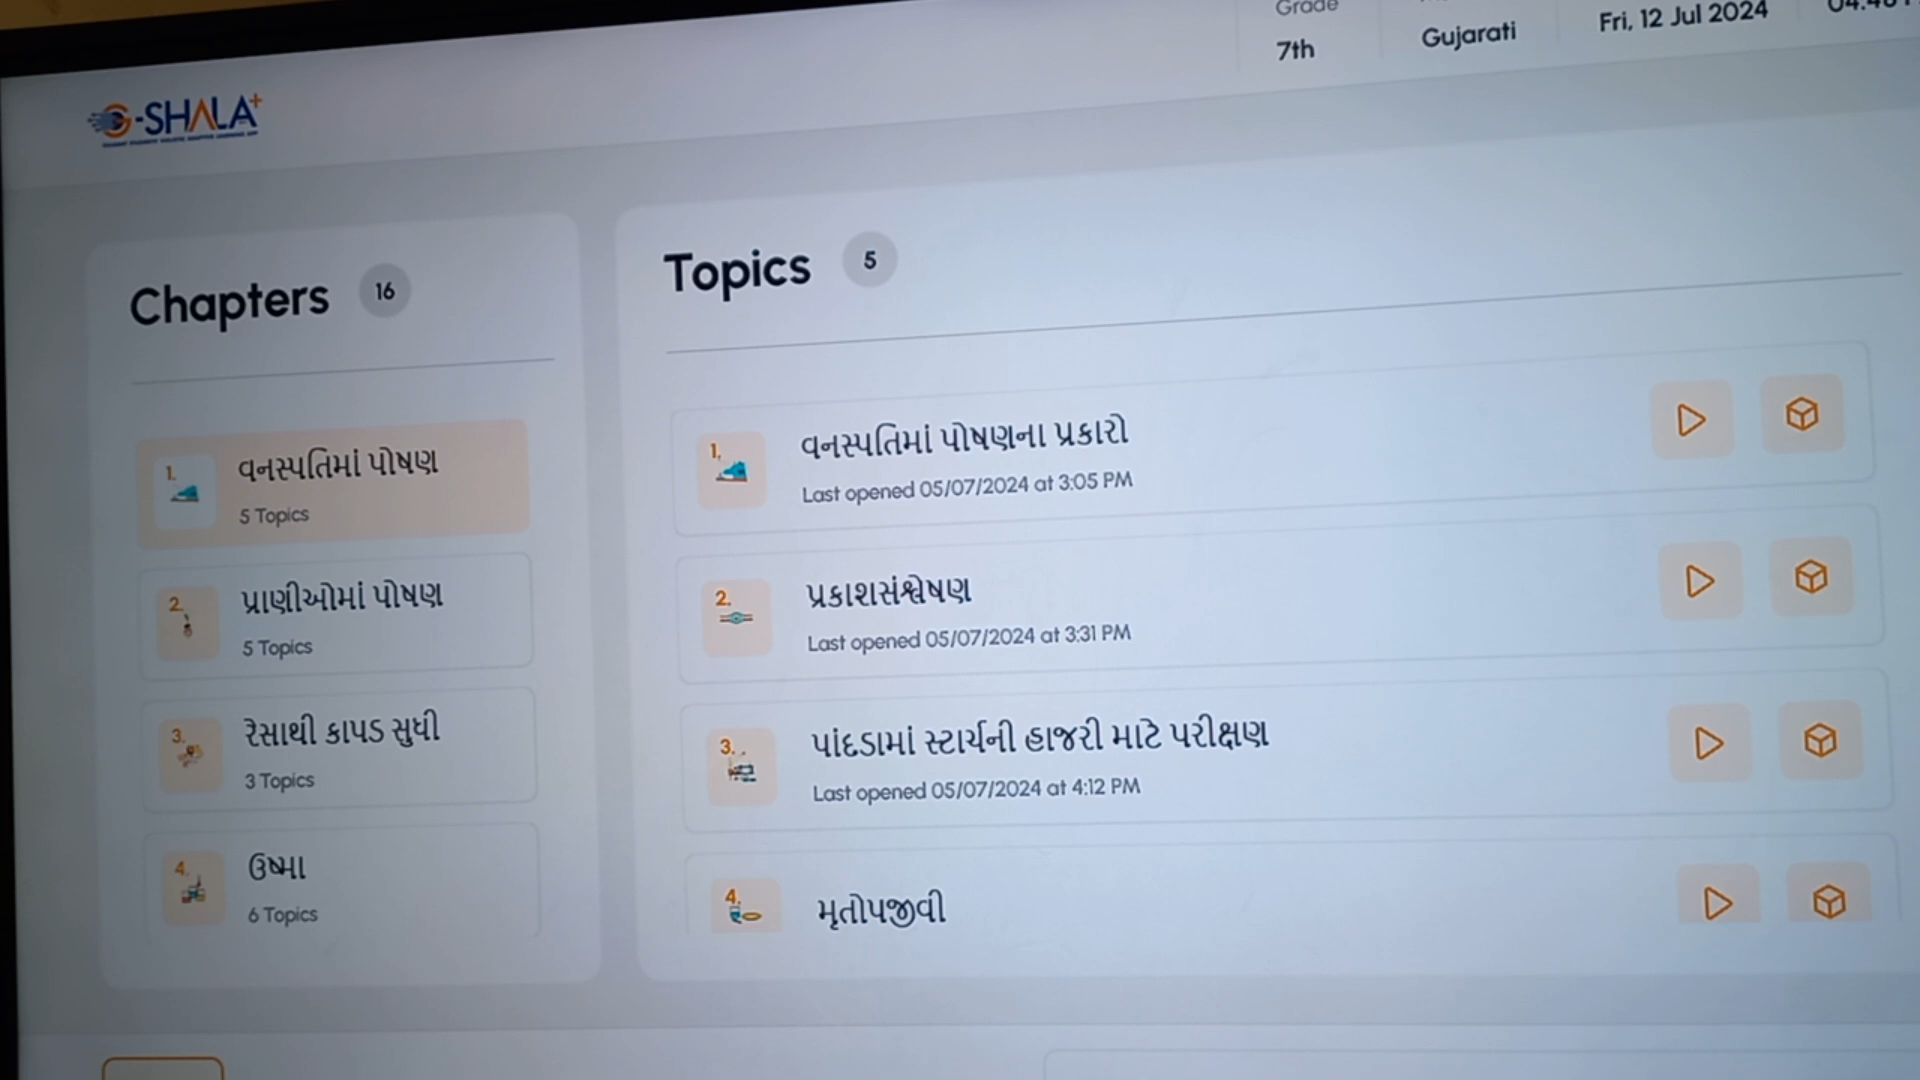 Grade
7th
Gujarati
Fri, 12 Jul 2024
G-SHALA+
Chapters 16
1. વનસ્પતિમાં પોષણ
5 Topics
2. પ્રાણીઓમાં પોષણ
5 Topics
3. રેસાથી કાપડ સુધી
3 Topics
4. ઉષ્મા
6 Topics
Topics 5
1. વનસ્પતિમાં પોષણના પ્રકારો
Last opened 05/07/2024 at 3:05 PM
2. પ્રકાશસંશ્લેષણ
Last opened 05/07/2024 at 3:31 PM
3. પાંદડામાં સ્ટાર્ચની હાજરી માટે પરીક્ષણ
Last opened 05/07/2024 at 4:12 PM
4. મૃતોપજીવી